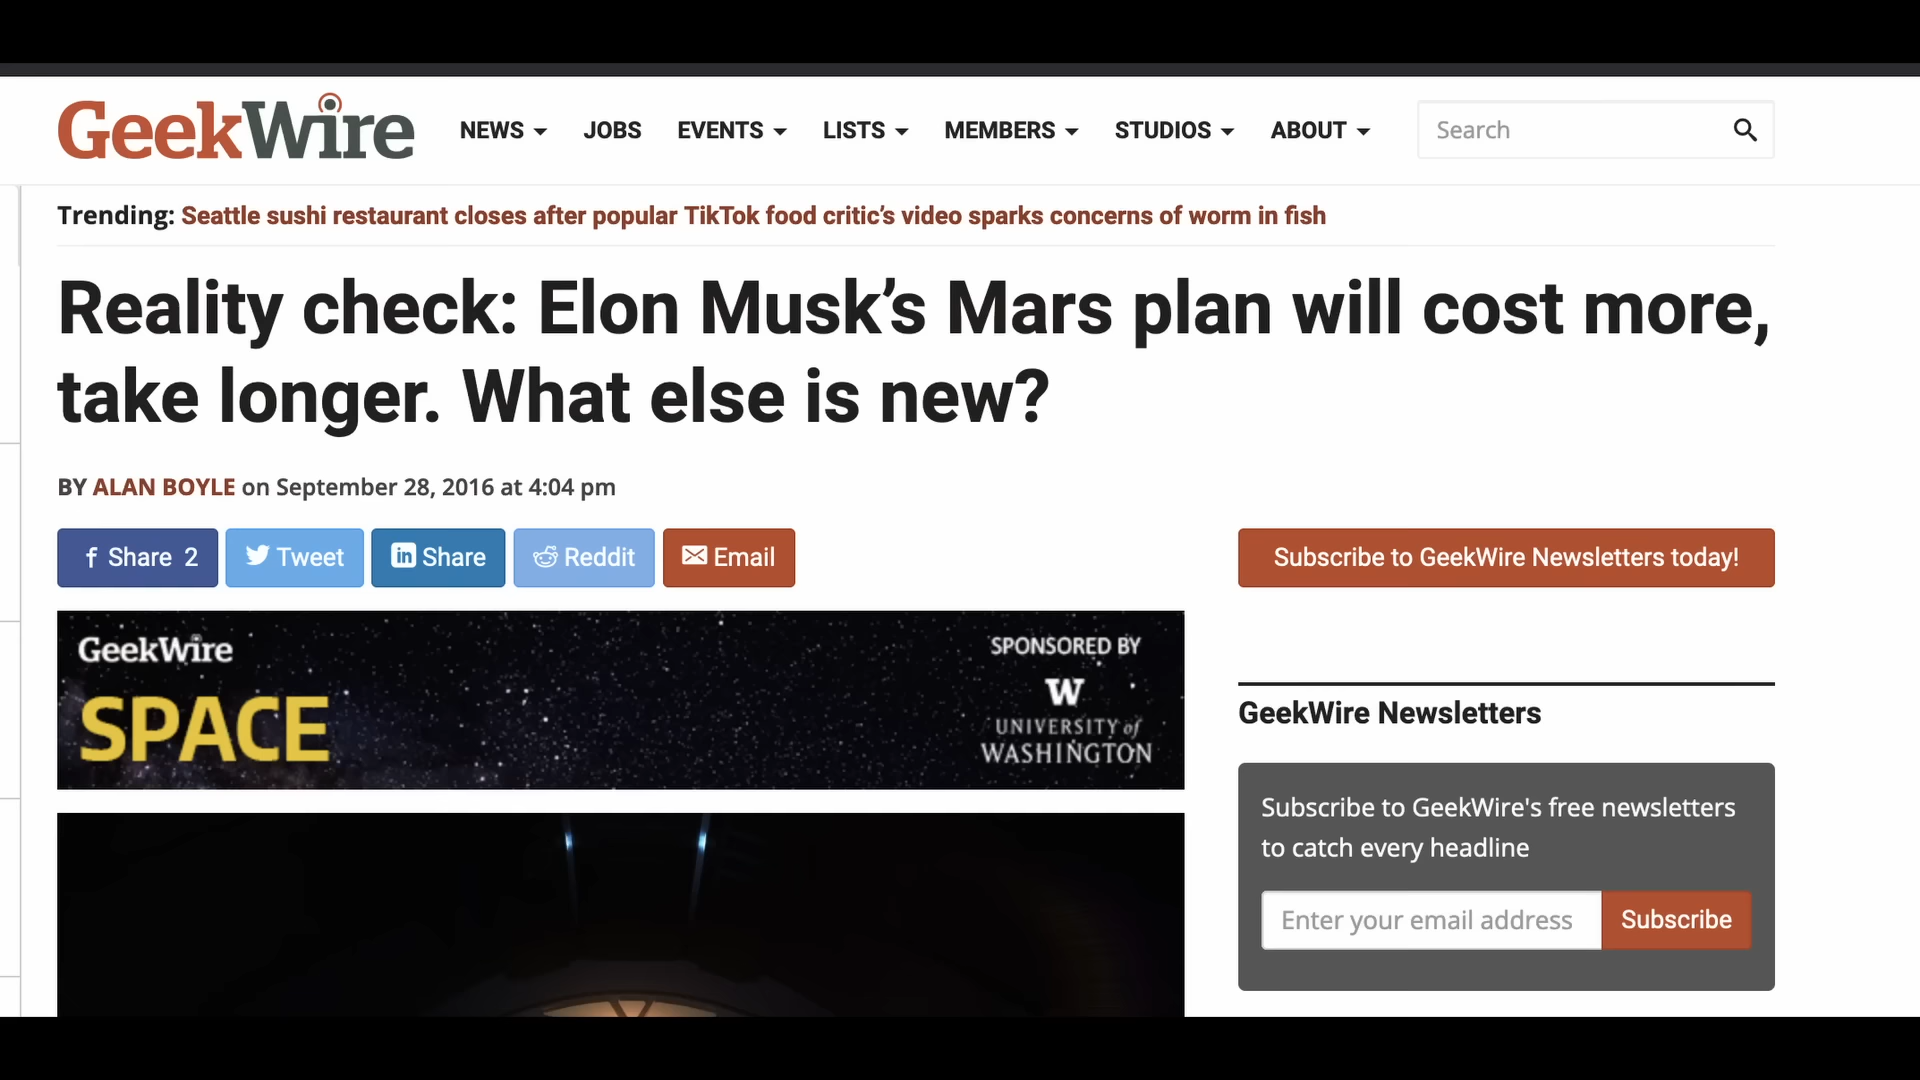 GeekWire
NEWS JOBS EVENTS LISTS MEMBERS STUDIOS ABOUT Search
Trending: Seattle sushi restaurant closes after popular TikTok food critic’s video sparks concerns of worm in fish
Reality check: Elon Musk’s Mars plan will cost more,
take longer. What else is new?
BY ALAN BOYLE on September 28, 2016 at 4:04 pm
f Share 2 Tweet in Share Reddit Email
Subscribe to GeekWire Newsletters today!
GeekWire
SPACE
SPONSORED BY
W
UNIVERSITY of
WASHINGTON
GeekWire Newsletters
Subscribe to GeekWire's free newsletters
to catch every headline
Enter your email address Subscribe